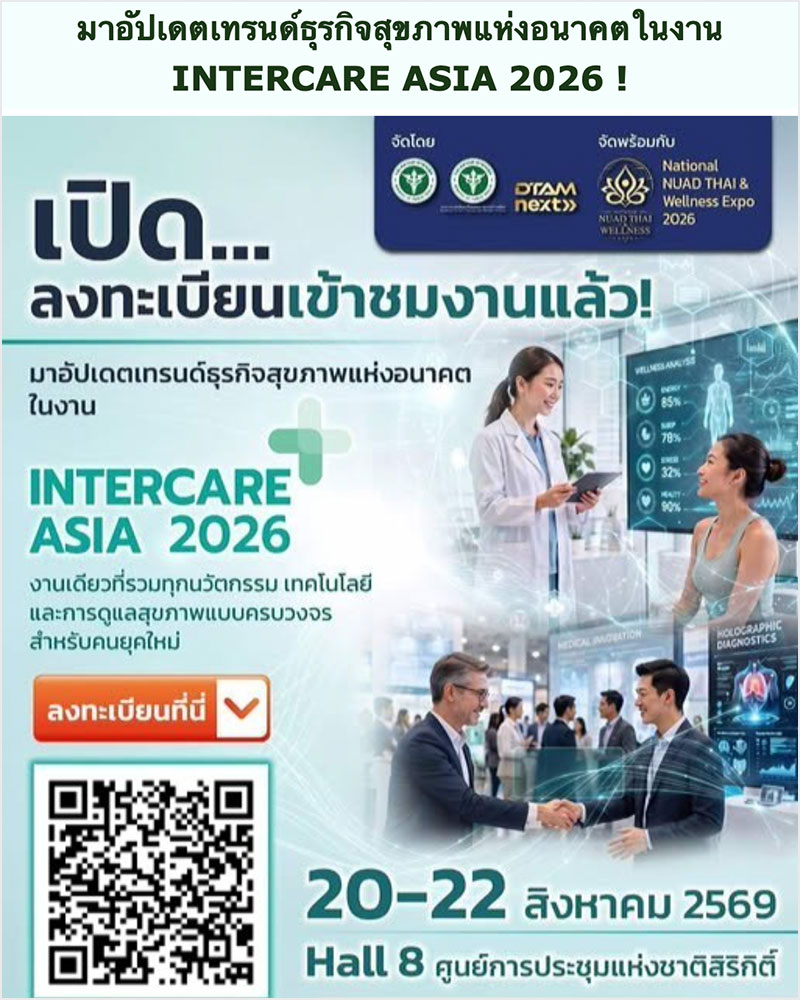 มาอัปเดตเทรนด์ธุรกิจสุขภาพแห่งอนาคตในงาน
INTERCARE ASIA 2026 !
จัดโดย
DTAM
next
จัดพร้อมกับ
NUAD THAI
& WELLNESS
National
NUAD THAI &
Wellness Expo
2026
เปิด...
ลงทะเบียนเข้าชมงานแล้ว!
มาอัปเดตเทรนด์ธุรกิจสุขภาพแห่งอนาคต
ในงาน
INTERCARE
ASIA 2026
งานเดียวที่รวมทุกนวัตกรรม เทคโนโลยี
และการดูแลสุขภาพแบบครบวงจร
สำหรับคนยุคใหม่
WELLNESS ANALYSIS
ENERGY
85%
SLEEP
78%
STRESS
32%
HEALTY
90%
MEDICAL INNOVATION
HOLOGRAPHIC
DIAGNOSTICS
ลงทะเบียนที่นี่
20-22 สิงหาคม 2569
Hall 8 ศูนย์การประชุมแห่งชาติสิริกิติ์